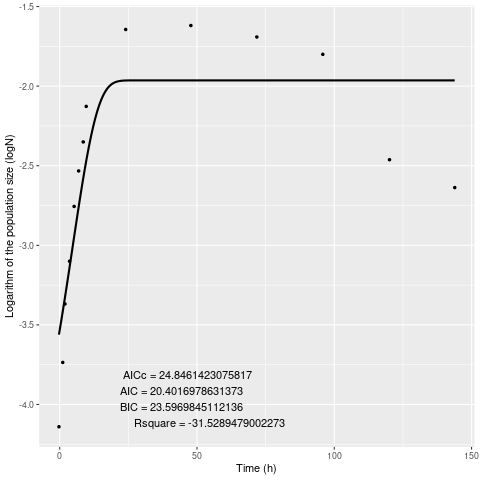 -1.5
-2.0
-2.5
-3.0
-3.5
-4.0
Logarithm of the population size (logN)
AICc = 24.8461423075817
AIC = 20.4016978631373
BIC = 23.5969845112136
Rsquare = -31.5289479002273
0 50 100 150
Time (h)